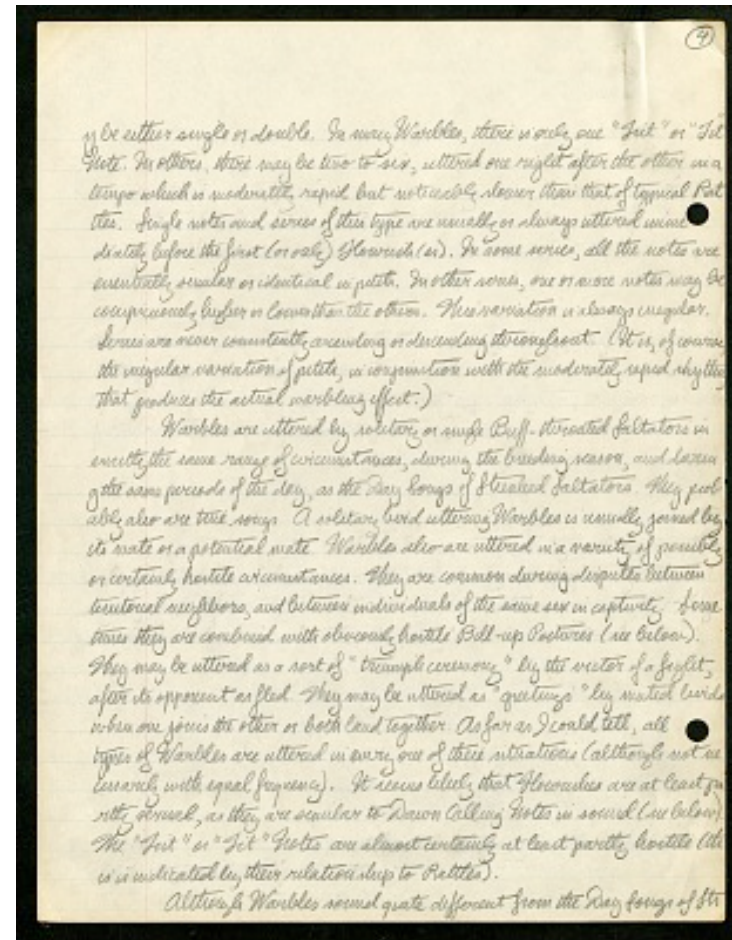 4
y be either single or double. In many Warbles, there is only one "Tsit" or "Tit"
Note. In others, there may be two to six, uttered one right after the other in a
tempo which is moderately rapid but noticeably slower than that of typical Rat
tles. Single notes and series of this type are usually or always uttered imme
diately before the first (or only) Flourish(es). In some series, all the notes are
essentially similar or identical in pitch. In other series, one or more notes may be
conspicuously higher or lower than the others. This variation is always irregular.
Series are never consistently ascending or descending throughout. (It is, of course
the irregular variation of pitch, in conjunction with the moderately rapid rhythm
that produces the actual warbling effect.)
Warbles are uttered by solitary or single Buff-throated Saltators in
exactly the same range of circumstances, during the breeding season, and durin
g the same periods of the day, as the Day Songs of Streaked Saltators. They prob
ably also are true songs. A solitary bird uttering Warbles is usually joined by
its mate or a potential mate. Warbles also are uttered in a variety of possibly
or certainly hostile circumstances. They are common during disputes between
territorial neighbors, and between individuals of the same sex in captivity. Some
times they are combined with obviously hostile Bill-up Postures (see below).
They may be uttered as a sort of "triumph ceremony" by the victor of a fight,
after its opponent as fled. They may be uttered as "greetings" by mated birds
when one joins the other or both land together. As far as I could tell, all
types of Warbles are uttered in every one of these situations (although not ne
cessarily with equal frequency). It seems likely that Flourishes are at least pa
rtly sexual, as they are similar to Dawn Calling Notes in sound (see below).
The "Tsit" or "Tit" Notes are almost certainly at least partly hostile (th
is is indicated by their relationship to Rattles).
Although Warbles sound quite different from the Day Songs of Str